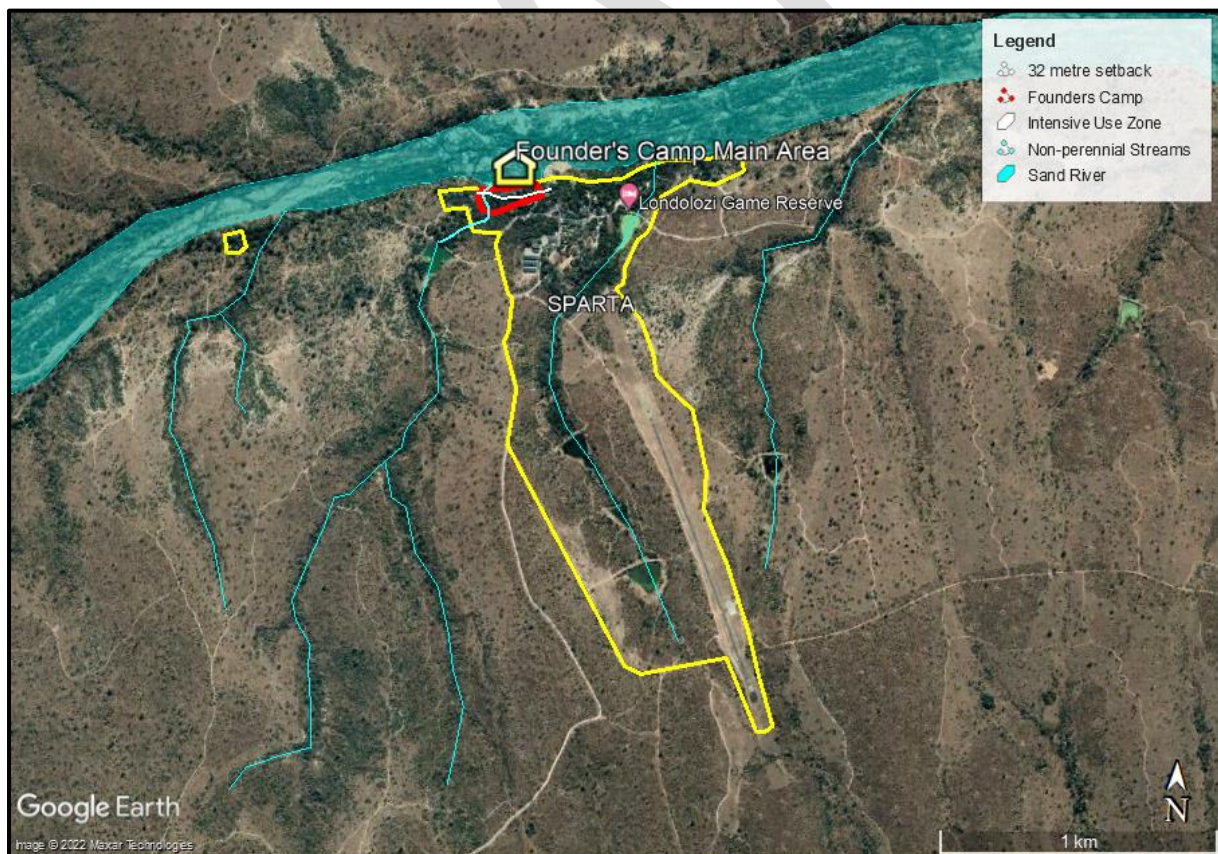 Legend
32 metre setback
Founders Camp
Intensive Use Zone
Non-perennial Streams
Sand River
Founder's Camp Main Area
Londolozi Game Reserve
SPARTA
Google Earth
N
Image © 2022 Maxar Technologies
1 km